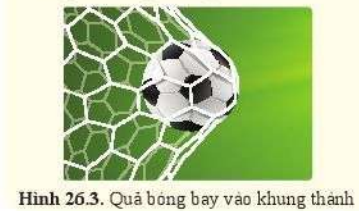 Hình 26.3. Quả bóng bay vào khung thành